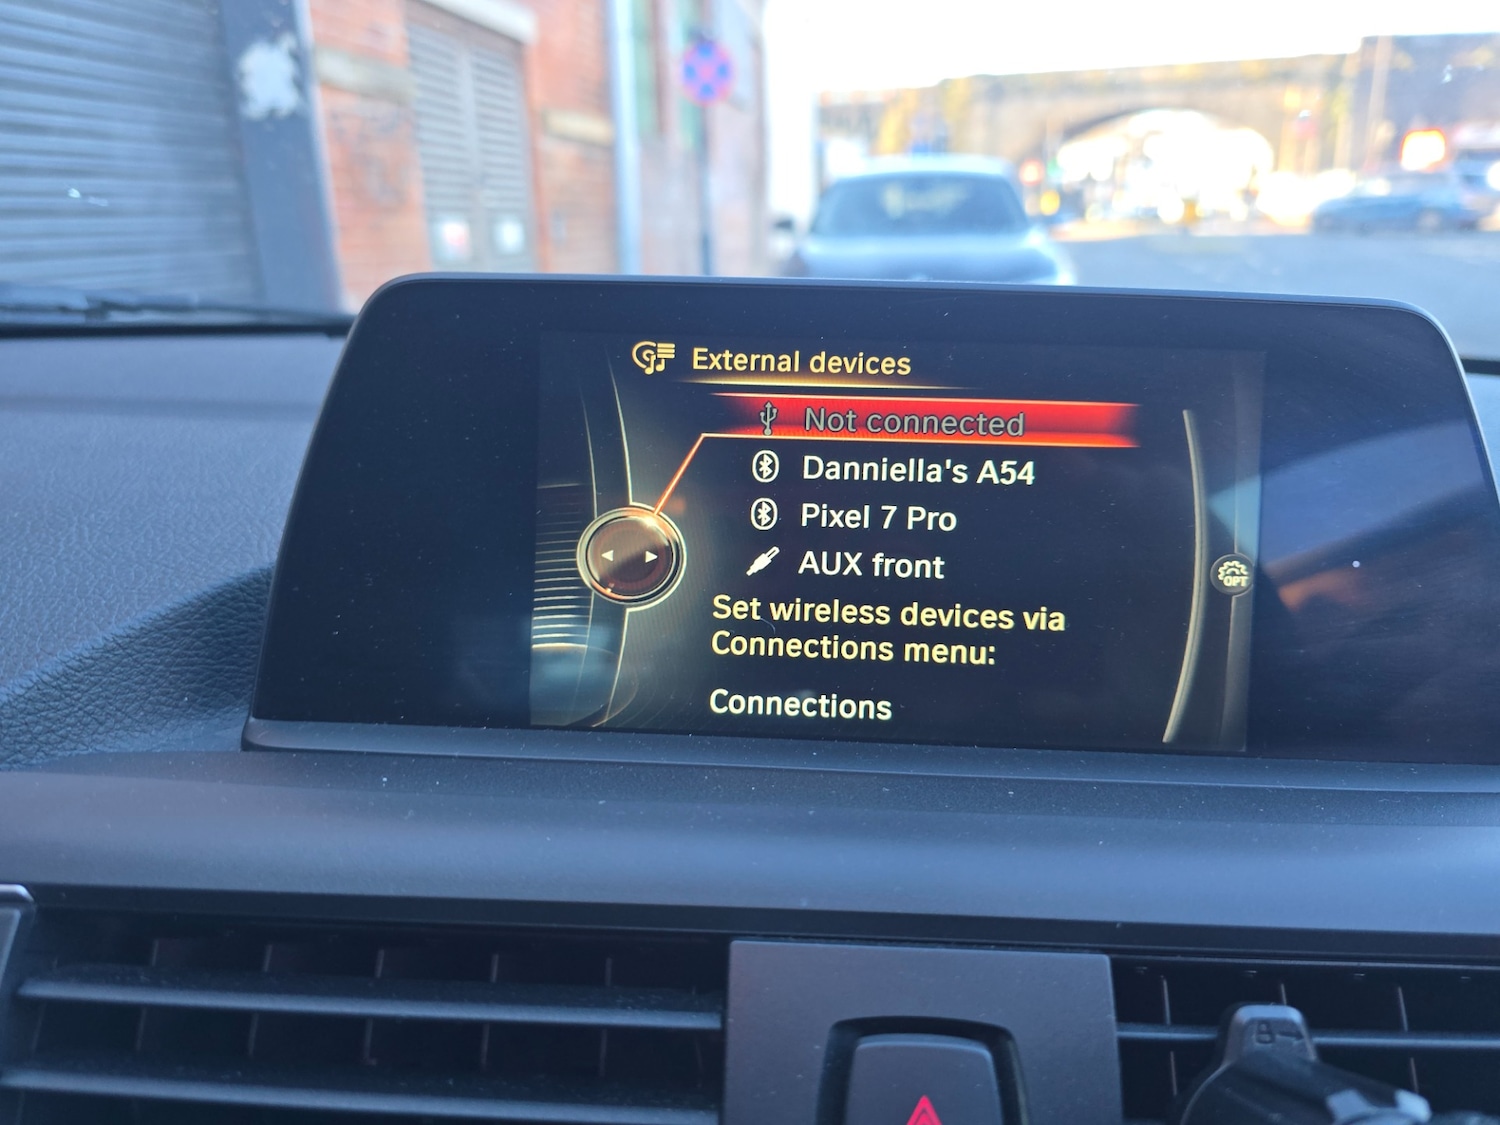 External devices
Not connected
Danniella's A54
Pixel 7 Pro
AUX front
OPT
Set wireless devices via
Connections menu:
Connections